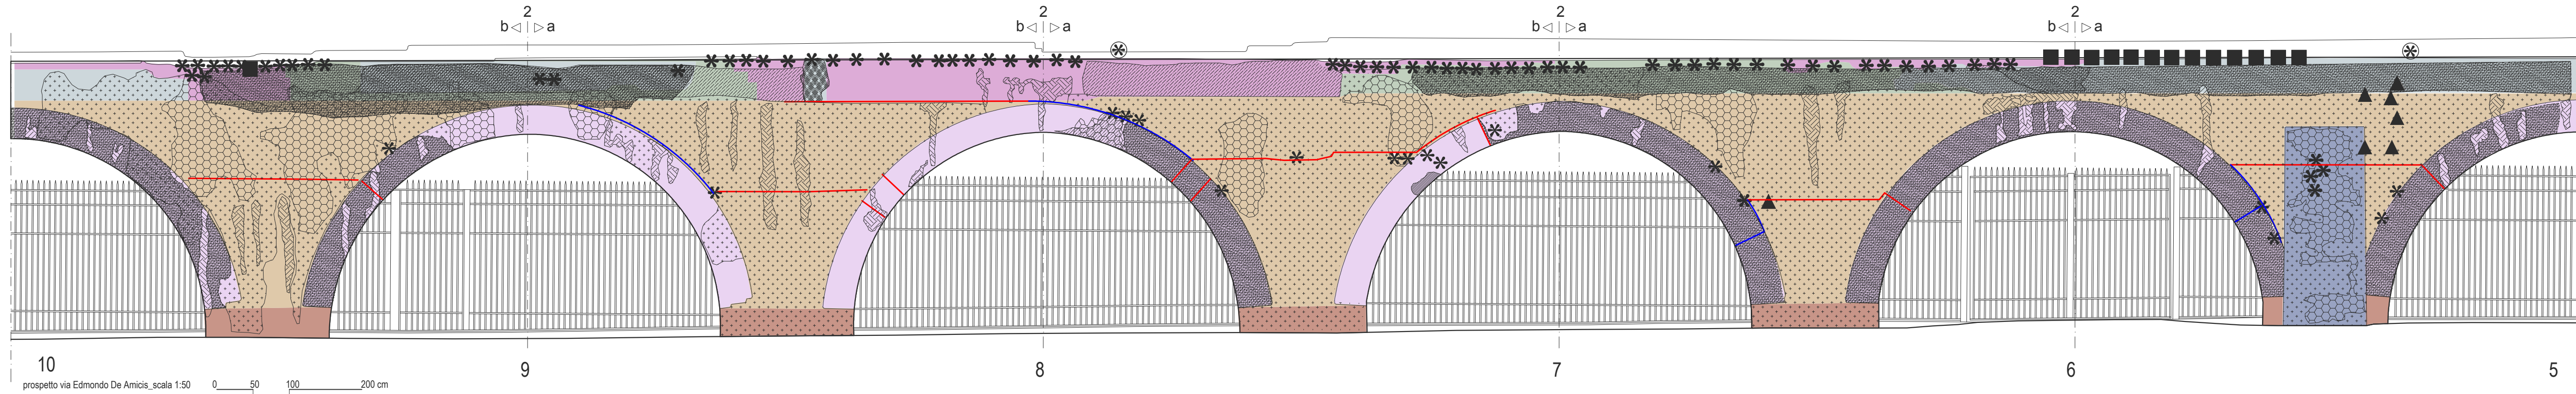 2 2 2 2
b ◁ ▷ a b ◁ ▷ a b ◁ ▷ a b ◁ ▷ a
10 9 8 7 6 5
prospetto via Edmondo De Amicis_scala 1:50 0 50 100 200 cm